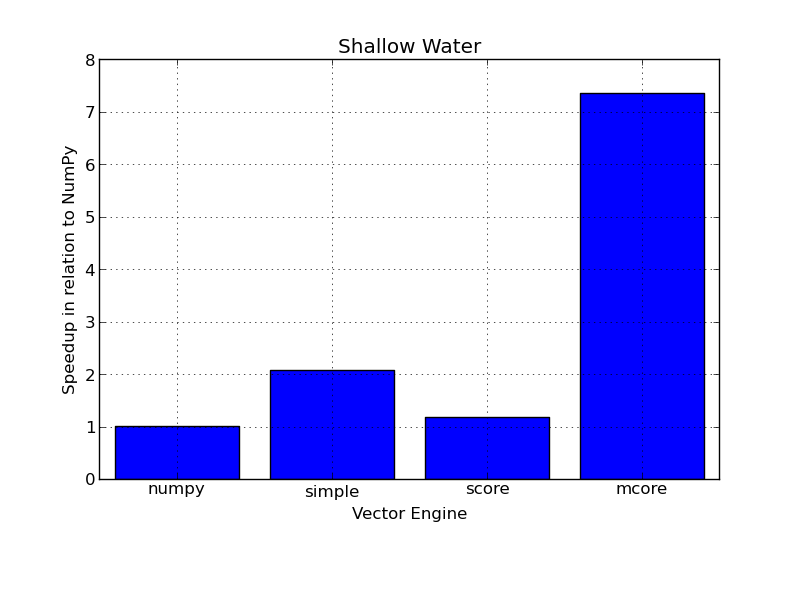 Shallow Water
8
7
6
5
4
3
2
1
0
Speedup in relation to NumPy
numpy simple score mcore
Vector Engine